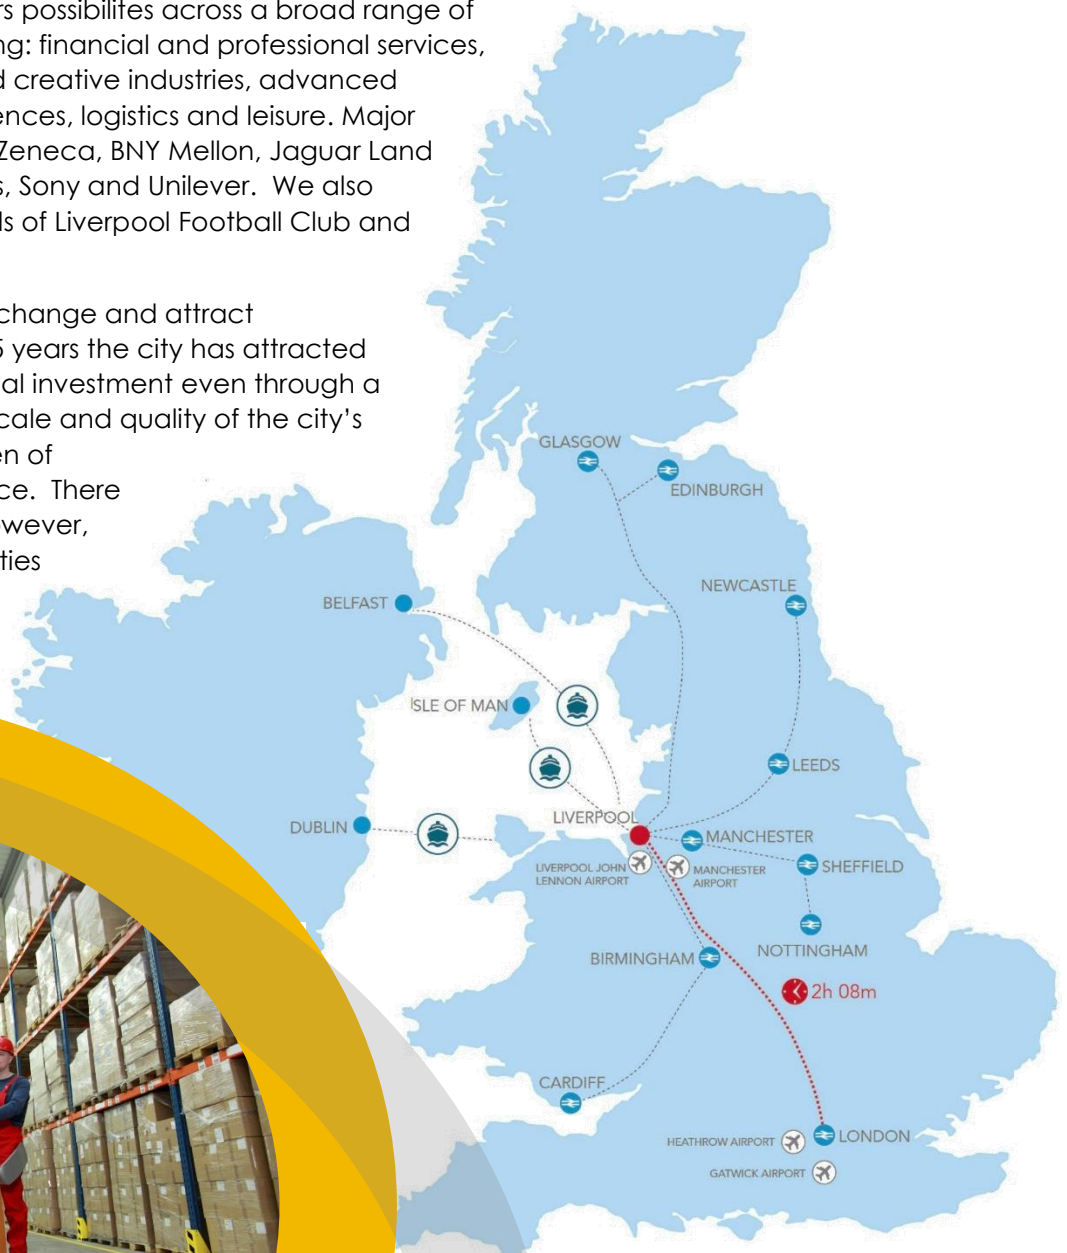 rs possibilites across a broad range of
ng: financial and professional services,
d creative industries, advanced
ences, logistics and leisure. Major
Zeneca, BNY Mellon, Jaguar Land
s, Sony and Unilever.  We also
ds of Liverpool Football Club and
change and attract
5 years the city has attracted
al investment even through a
cale and quality of the city’s
en of
ce.  There
owever,
ties
GLASGOW
EDINBURGH
NEWCASTLE
BELFAST
ISLE OF MAN
LEEDS
LIVERPOOL
DUBLIN
MANCHESTER
SHEFFIELD
LIVERPOOL JOHN
LENNON AIRPORT
MANCHESTER
AIRPORT
NOTTINGHAM
BIRMINGHAM
2h 08m
CARDIFF
LONDON
HEATHROW AIRPORT
GATWICK AIRPORT